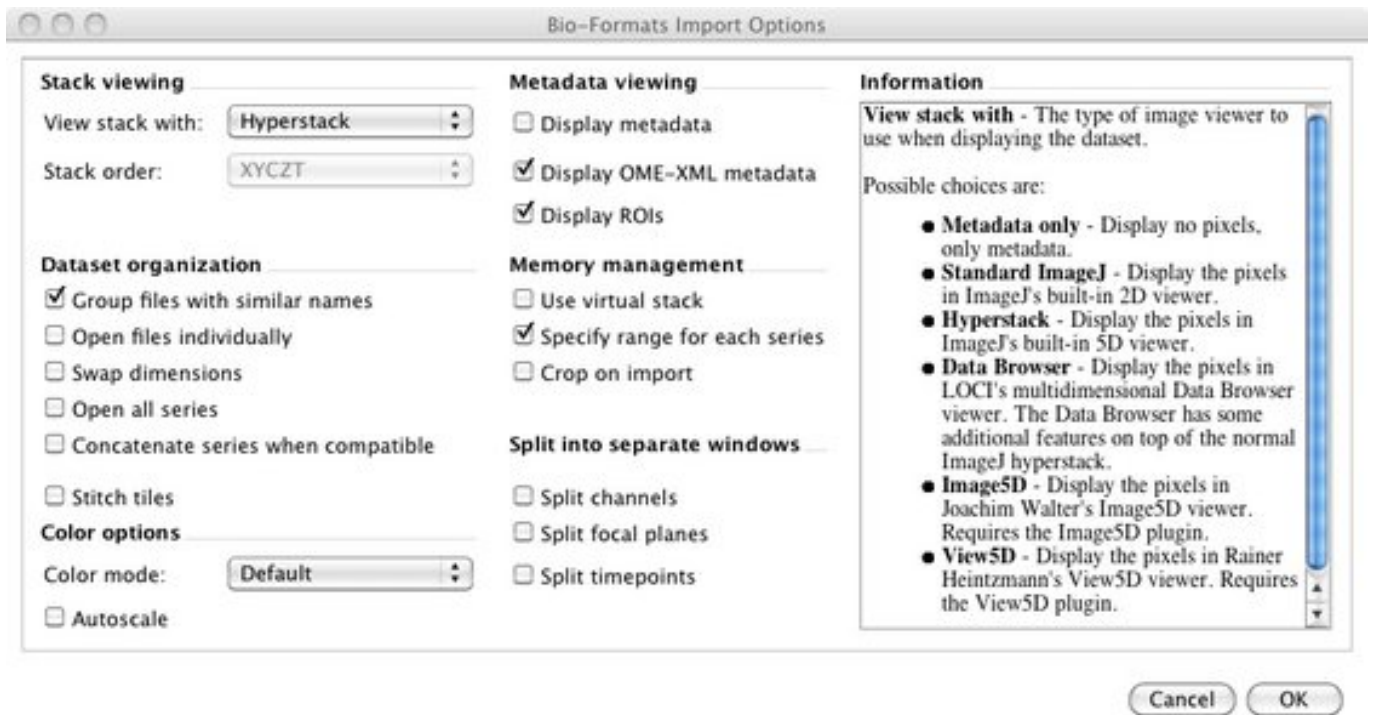 Bio-Formats Import Options
Stack viewing
View stack with: Hyperstack
Stack order: XYCZT
Dataset organization
Group files with similar names
Open files individually
Swap dimensions
Open all series
Concatenate series when compatible
Stitch tiles
Color options
Color mode: Default
Autoscale
Metadata viewing
Display metadata
Display OME-XML metadata
Display ROIs
Memory management
Use virtual stack
Specify range for each series
Crop on import
Split into separate windows
Split channels
Split focal planes
Split timepoints
Information
View stack with - The type of image viewer to
use when displaying the dataset.
Possible choices are:
Metadata only - Display no pixels,
only metadata.
Standard ImageJ - Display the pixels
in ImageJ's built-in 2D viewer.
Hyperstack - Display the pixels in
ImageJ's built-in 5D viewer.
Data Browser - Display the pixels in
LOCI's multidimensional Data Browser
viewer. The Data Browser has some
additional features on top of the normal
ImageJ hyperstack.
Image5D - Display the pixels in
Joachim Walter's Image5D viewer.
Requires the Image5D plugin.
View5D - Display the pixels in Rainer
Heintzmann's View5D viewer. Requires
the View5D plugin.
Cancel
OK